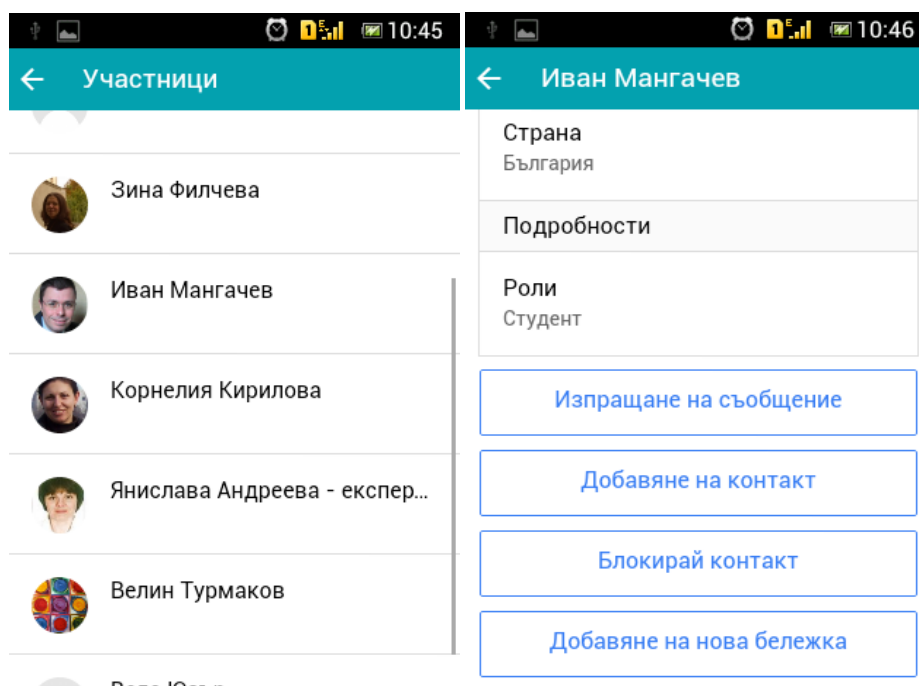 10:45
Участници
Зина Филчева
Иван Мангачев
Корнелия Кирилова
Янислава Андреева - експер...
Велин Турмаков
10:46
Иван Мангачев
Страна
България
Подробности
Роли
Студент
Изпращане на съобщение
Добавяне на контакт
Блокирай контакт
Добавяне на нова бележка